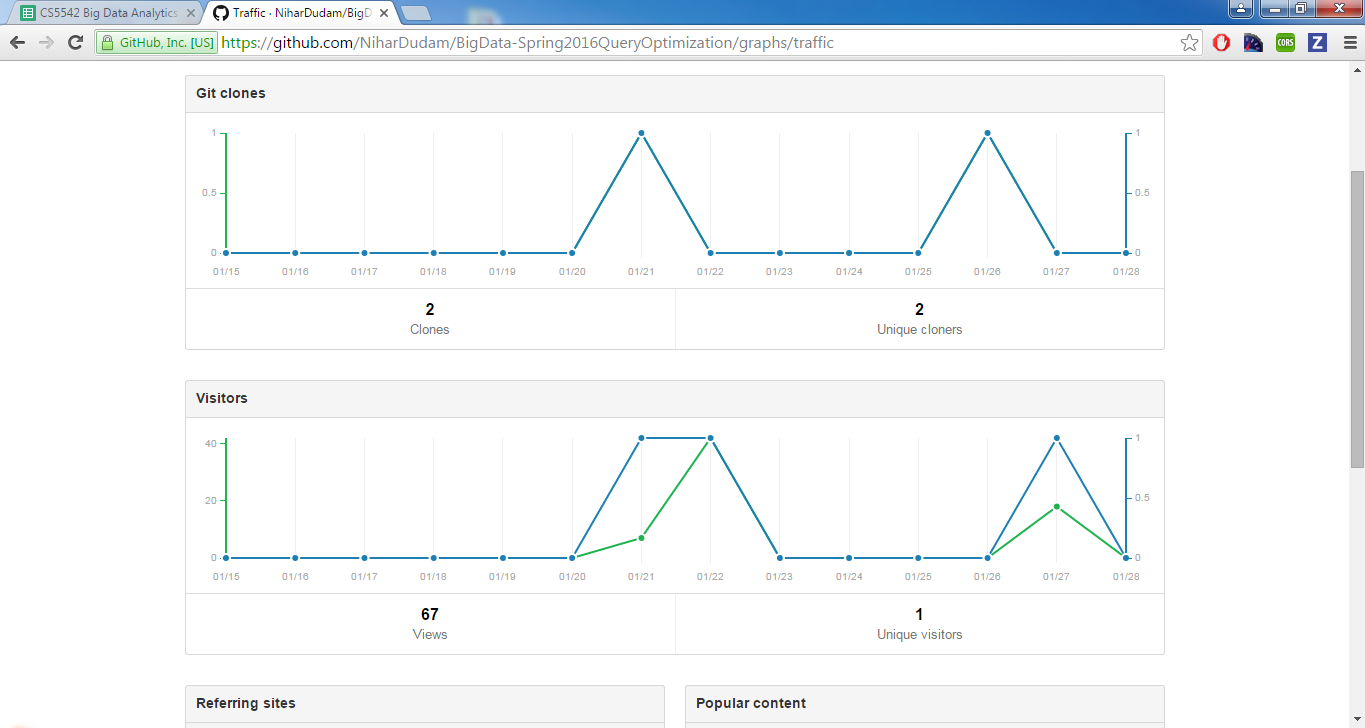 CS5542 Big Data Analytics
Traffic · NiharDudam/BigD
GitHub, Inc. [US] https://github.com/NiharDudam/BigData-Spring2016QueryOptimization/graphs/traffic
CORS
Z
Git clones
1 1
0.5 0.5
0 0
01/15 01/16 01/17 01/18 01/19 01/20 01/21 01/22 01/23 01/24 01/25 01/26 01/27 01/28
2 2
Clones Unique cloners
Visitors
40 1
20 0.5
0 0
01/15 01/16 01/17 01/18 01/19 01/20 01/21 01/22 01/23 01/24 01/25 01/26 01/27 01/28
67 1
Views Unique visitors
Referring sites Popular content